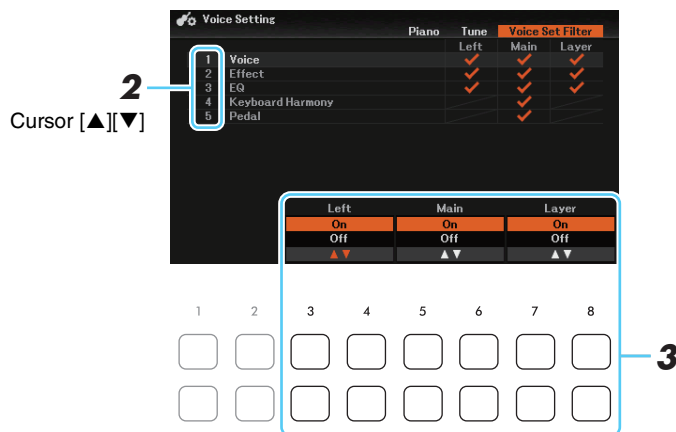 Voice Setting
Piano Tune Voice Set Filter
Left Main Layer
1 Voice
2 Effect
3 EQ
4 Keyboard Harmony
5 Pedal
2
Cursor [▲][▼]
Left Main Layer
On On On
Off Off Off
▲▼ ▲▼ ▲▼
1 2 3 4 5 6 7 8
3